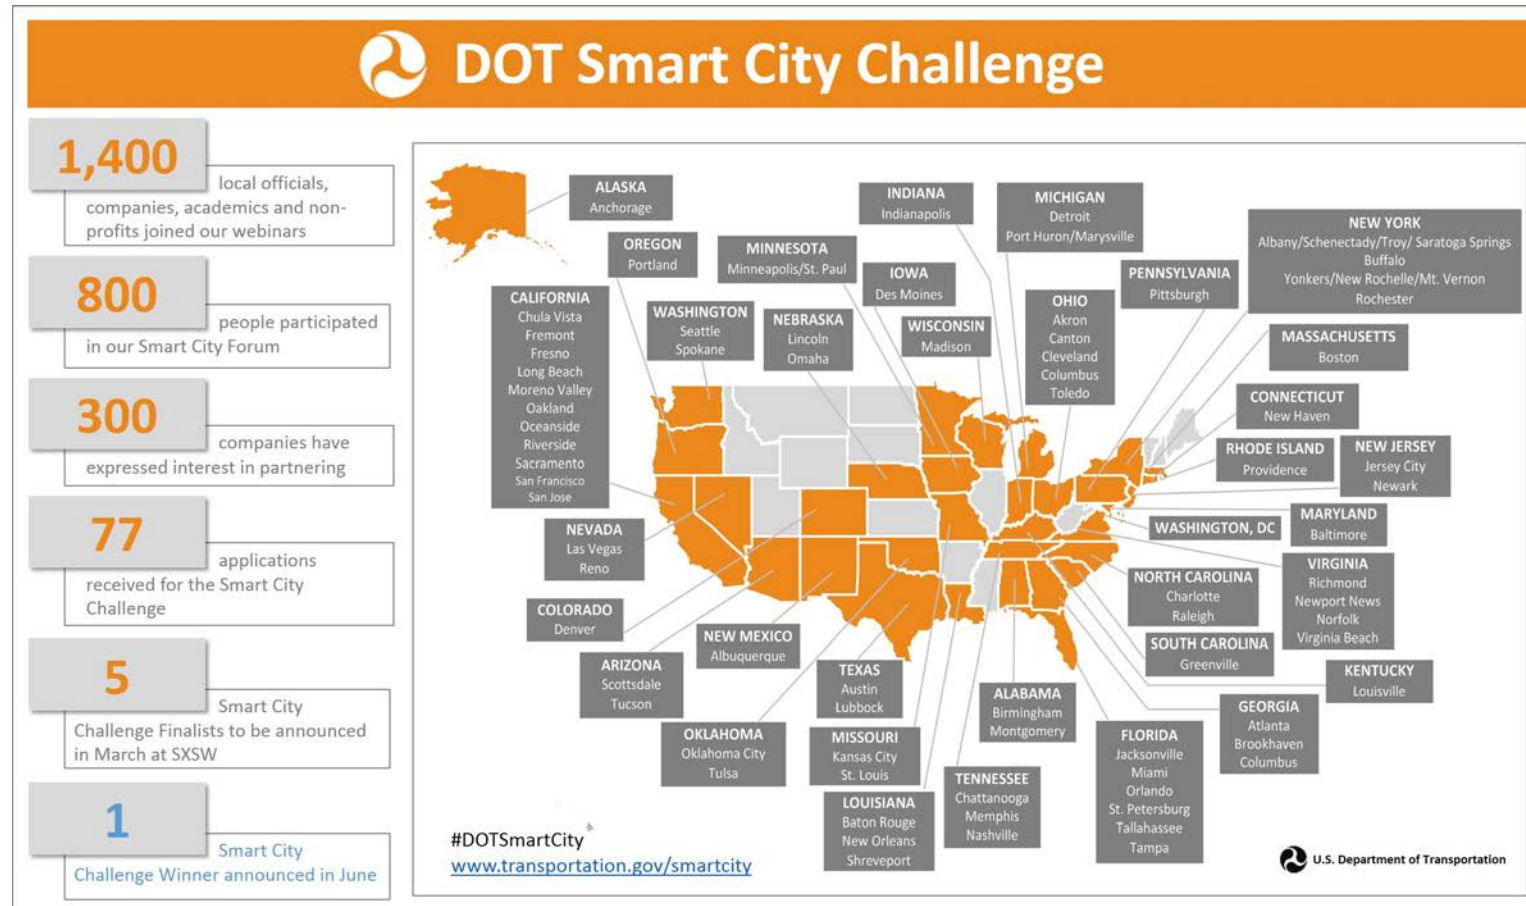 DOT Smart City Challenge
1,400
local officials,
companies, academics and non-
profits joined our webinars
800
people participated
in our Smart City Forum
300
companies have
expressed interest in partnering
77
applications
received for the Smart City
Challenge
5
Smart City
Challenge Finalists to be announced
in March at SXSW
1
Smart City
Challenge Winner announced in June
ALASKA
Anchorage
OREGON
Portland
CALIFORNIA
Chula Vista
Fremont
Fresno
Long Beach
Moreno Valley
Oakland
Oceanside
Riverside
Sacramento
San Francisco
San Jose
WASHINGTON
Seattle
Spokane
MINNESOTA
Minneapolis/St. Paul
NEBRASKA
Lincoln
Omaha
INDIANA
Indianapolis
IOWA
Des Moines
WISCONSIN
Madison
MICHIGAN
Detroit
Port Huron/Marysville
OHIO
Akron
Canton
Cleveland
Columbus
Toledo
PENNSYLVANIA
Pittsburgh
NEW YORK
Albany/Schenectady/Troy/ Saratoga Springs
Buffalo
Yonkers/New Rochelle/Mt. Vernon
Rochester
MASSACHUSETTS
Boston
CONNECTICUT
New Haven
RHODE ISLAND
Providence
NEW JERSEY
Jersey City
Newark
MARYLAND
Baltimore
WASHINGTON, DC
VIRGINIA
Richmond
Newport News
Norfolk
Virginia Beach
NORTH CAROLINA
Charlotte
Raleigh
SOUTH CAROLINA
Greenville
KENTUCKY
Louisville
GEORGIA
Atlanta
Brookhaven
Columbus
FLORIDA
Jacksonville
Miami
Orlando
St. Petersburg
Tallahassee
Tampa
ALABAMA
Birmingham
Montgomery
TENNESSEE
Chattanooga
Memphis
Nashville
LOUISIANA
Baton Rouge
New Orleans
Shreveport
MISSOURI
Kansas City
St. Louis
TEXAS
Austin
Lubbock
OKLAHOMA
Oklahoma City
Tulsa
NEW MEXICO
Albuquerque
ARIZONA
Scottsdale
Tucson
COLORADO
Denver
NEVADA
Las Vegas
Reno
#DOTSmartCity
www.transportation.gov/smartcity
U.S. Department of Transportation